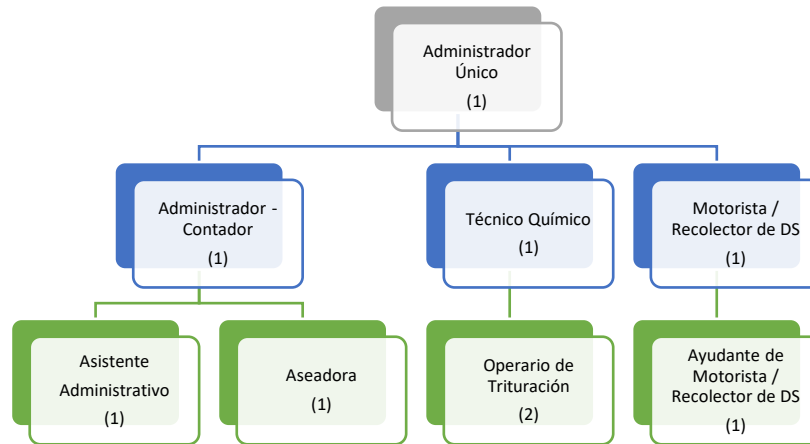 Administrador
Único
(1)
Administrador -
Contador
(1)
Técnico Químico
(1)
Motorista /
Recolector de DS
(1)
Asistente
Administrativo
(1)
Aseadora
(1)
Operario de
Trituración
(2)
Ayudante de
Motorista /
Recolector de DS
(1)